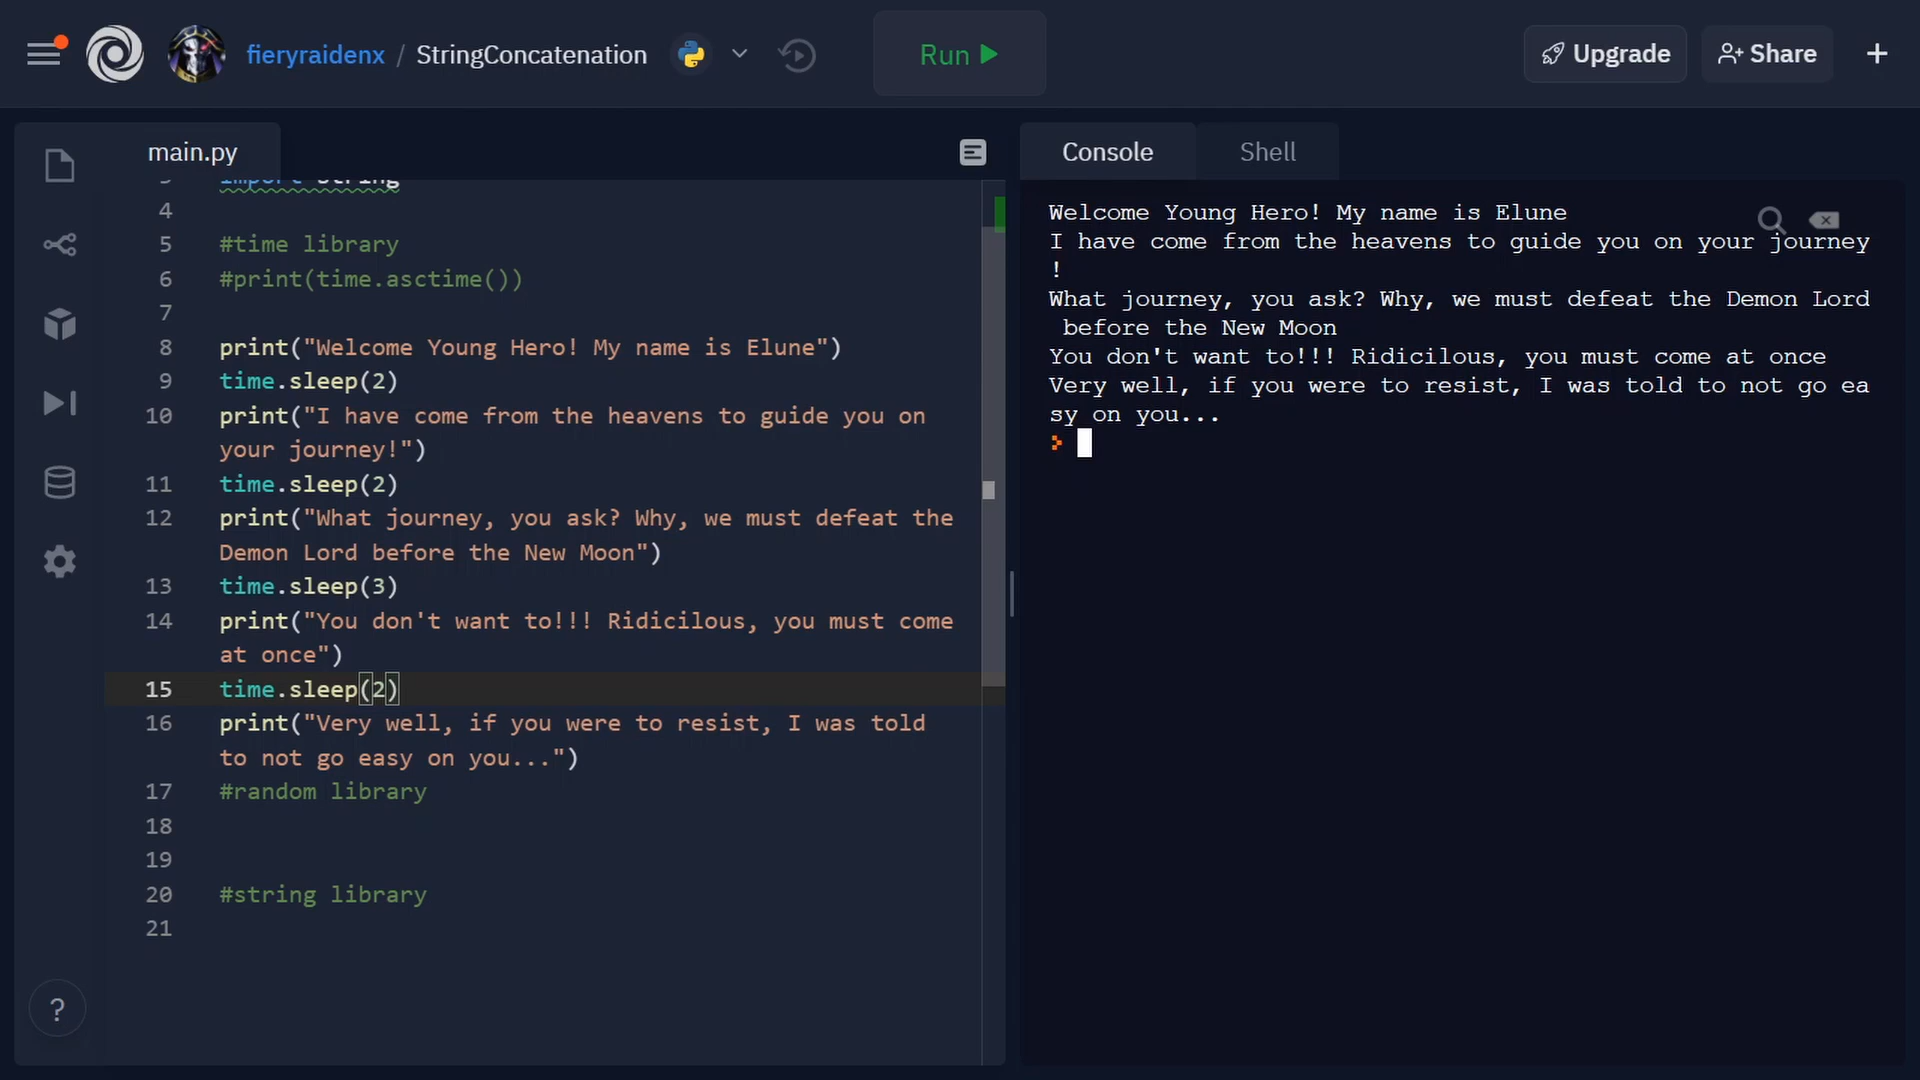 fieryraidenx / StringConcatenation
Run
Upgrade
Share
main.py
3 import string
4
5 #time library
6 #print(time.asctime())
7
8 print("Welcome Young Hero! My name is Elune")
9 time.sleep(2)
10 print("I have come from the heavens to guide you on
your journey!")
11 time.sleep(2)
12 print("What journey, you ask? Why, we must defeat the
Demon Lord before the New Moon")
13 time.sleep(3)
14 print("You don't want to!!! Ridicilous, you must come
at once")
15 time.sleep(2)
16 print("Very well, if you were to resist, I was told
to not go easy on you...")
17 #random library
18
19
20 #string library
21
?
Console
Shell
Welcome Young Hero! My name is Elune
I have come from the heavens to guide you on your journey
!
What journey, you ask? Why, we must defeat the Demon Lord
before the New Moon
You don't want to!!! Ridicilous, you must come at once
Very well, if you were to resist, I was told to not go ea
sy on you...